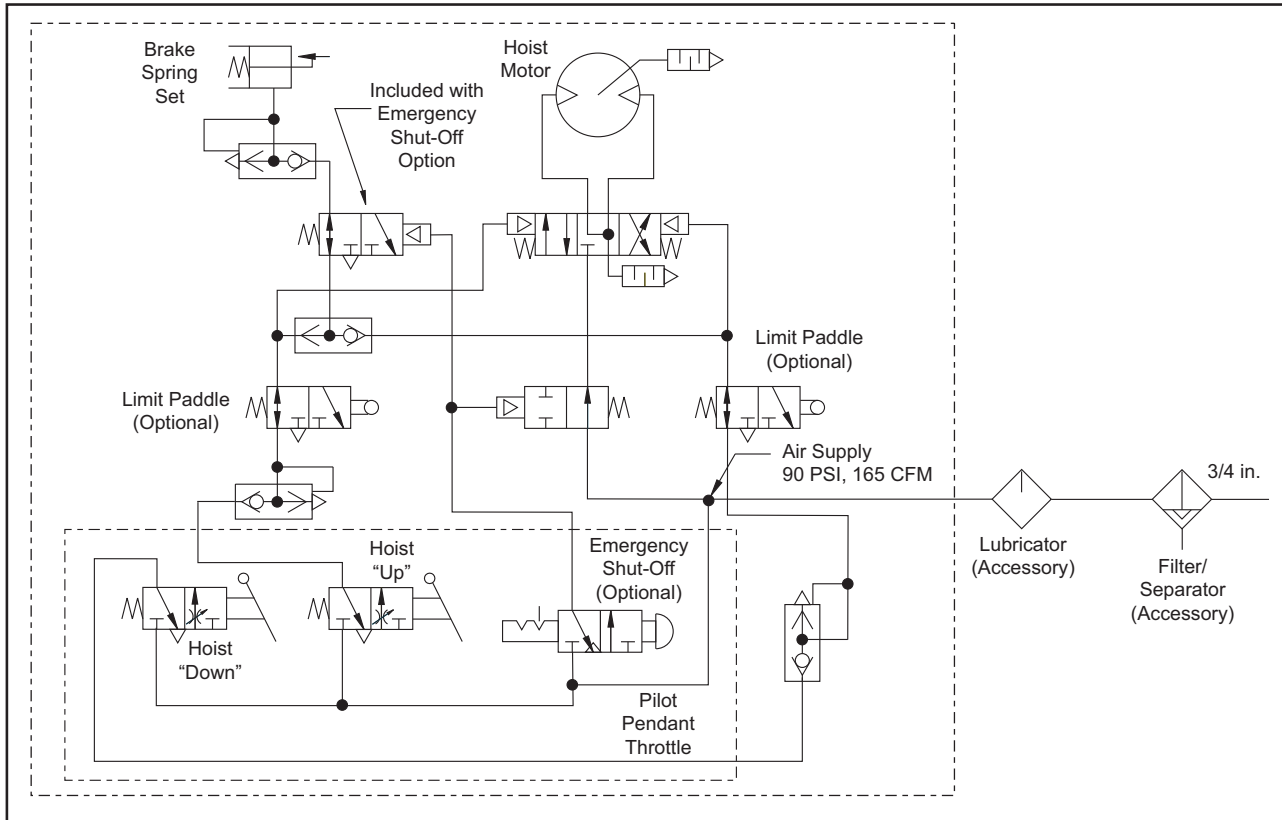 Brake
Spring
Set
Included with
Emergency
Shut-Off
Option
Hoist
Motor
Limit Paddle
(Optional)
Limit Paddle
(Optional)
Air Supply
90 PSI, 165 CFM
3/4 in.
Lubricator
(Accessory)
Filter/
Separator
(Accessory)
Hoist
“Up”
Emergency
Shut-Off
(Optional)
Hoist
“Down”
Pilot
Pendant
Throttle